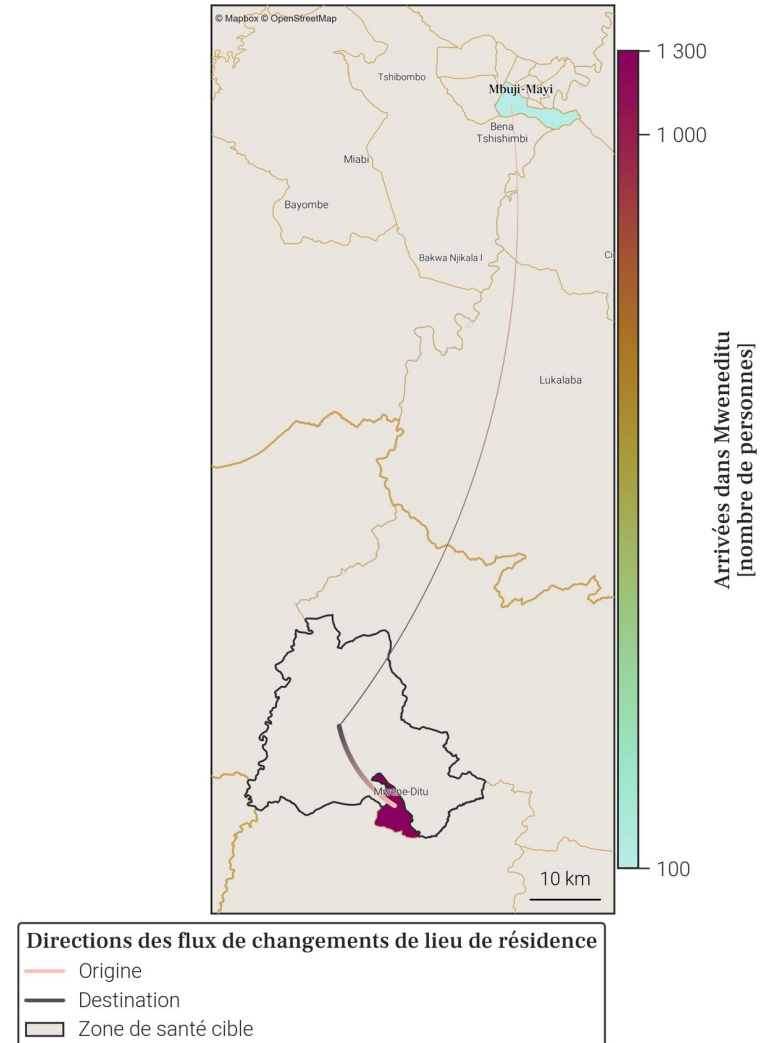 © Mapbox © OpenStreetMap
1 300
Tshibombo
Mbuji-Mayi
Bena
Tshishimbi
1 000
Miabi
Bayombe
Bakwa Njikala I
Ci
Lukalaba
Arrivées dans Mweneditu
[nombre de personnes]
Mwene-Ditu
10 km
100
Directions des flux de changements de lieu de résidence
Origine
Destination
Zone de santé cible